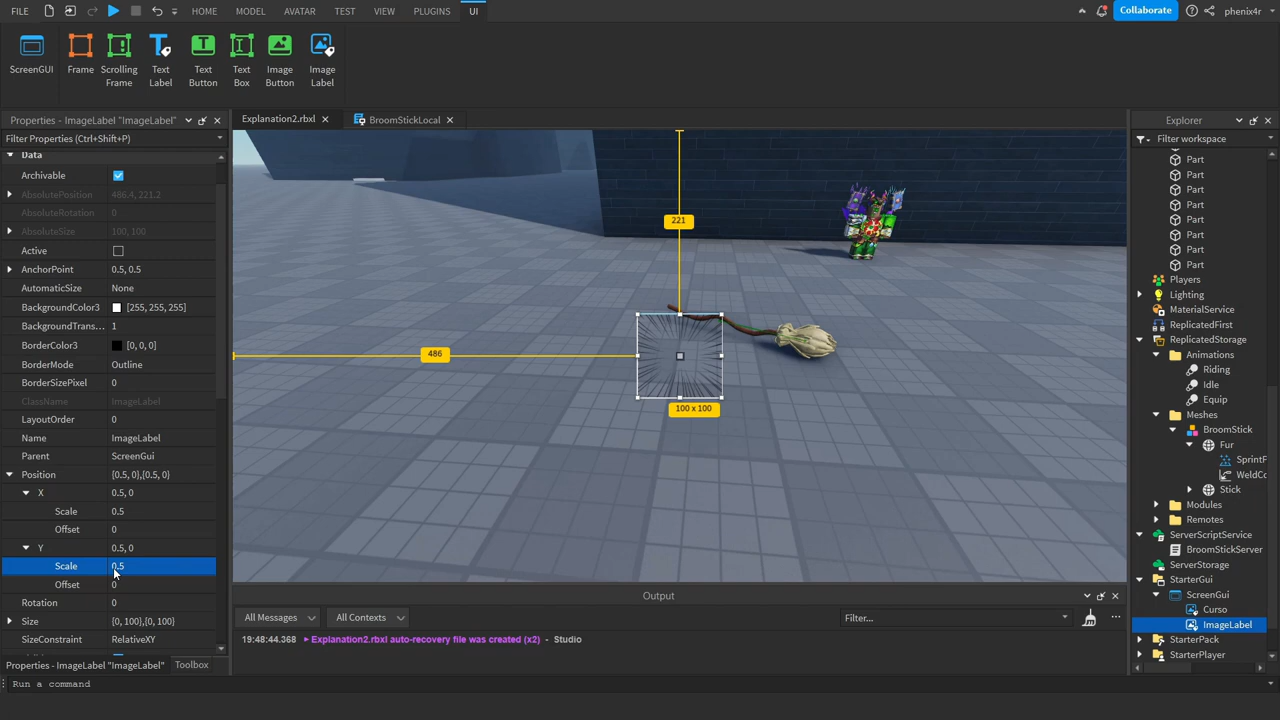 FILE
HOME
MODEL
AVATAR
TEST
VIEW
PLUGINS
UI
Collaborate
phenix4r
ScreenGUI
Frame
Scrolling Frame
Text Label
Text Button
Text Box
Image Button
Image Label
Properties - ImageLabel "ImageLabel"
Filter Properties (Ctrl+Shift+P)
Data
Archivable
AbsolutePosition 486.4, 221.2
AbsoluteRotation 0
AbsoluteSize 100, 100
Active
AnchorPoint 0.5, 0.5
AutomaticSize None
BackgroundColor3 [255, 255, 255]
BackgroundTrans... 1
BorderColor3 [0, 0, 0]
BorderMode Outline
BorderSizePixel 0
ClassName ImageLabel
LayoutOrder 0
Name ImageLabel
Parent ScreenGui
Position {0.5, 0},{0.5, 0}
X 0.5, 0
Scale 0.5
Offset 0
Y 0.5, 0
Scale 0.5
Offset 0
Rotation 0
Size {0, 100},{0, 100}
SizeConstraint RelativeXY
Properties - ImageLabel "ImageLabel"
Toolbox
Run a command
Explanation2.rbxl
BroomStickLocal
221
486
100 x 100
Output
All Messages
All Contexts
Filter...
19:48:44.368 Explanation2.rbxl auto-recovery file was created (x2) - Studio
Explorer
Filter workspace
Part
Part
Part
Part
Part
Part
Part
Part
Players
Lighting
MaterialService
ReplicatedFirst
ReplicatedStorage
Animations
Riding
Idle
Equip
Meshes
BroomStick
Fur
SprintF
WeldCo
Stick
Modules
Remotes
ServerScriptService
BroomStickServer
ServerStorage
StarterGui
ScreenGui
Curso
ImageLabel
StarterPack
StarterPlayer